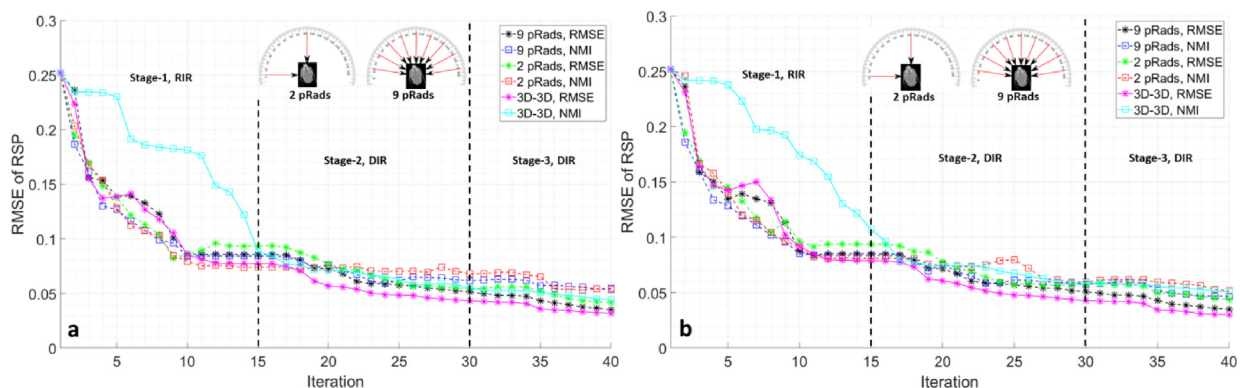 0.3
0.25
0.2
0.15
0.1
0.05
0
RMSE of RSP
Stage-1, RIR
2 pRads
9 pRads
9 pRads, RMSE
9 pRads, NMI
2 pRads, RMSE
2 pRads, NMI
3D-3D, RMSE
3D-3D, NMI
Stage-2, DIR
Stage-3, DIR
a
5 10 15 20 25 30 35 40
Iteration
0.3
0.25
0.2
0.15
0.1
0.05
0
RMSE of RSP
Stage-1, RIR
2 pRads
9 pRads
9 pRads, RMSE
9 pRads, NMI
2 pRads, RMSE
2 pRads, NMI
3D-3D, RMSE
3D-3D, NMI
Stage-2, DIR
Stage-3, DIR
b
5 10 15 20 25 30 35 40
Iteration